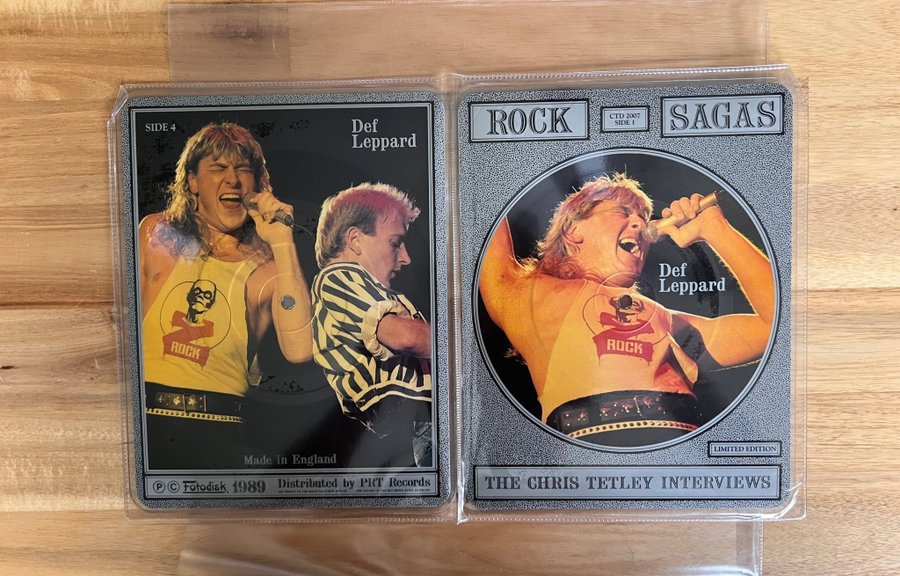 SIDE 4
Def
Leppard
ROCK
Made in England
Ⓟ Ⓒ Fotodisk 1989 Distributed by PRT Records
ROCK
CTD 2007
SIDE 1
SAGAS
Def
Leppard
ROCK
LIMITED EDITION
THE CHRIS TETLEY INTERVIEWS